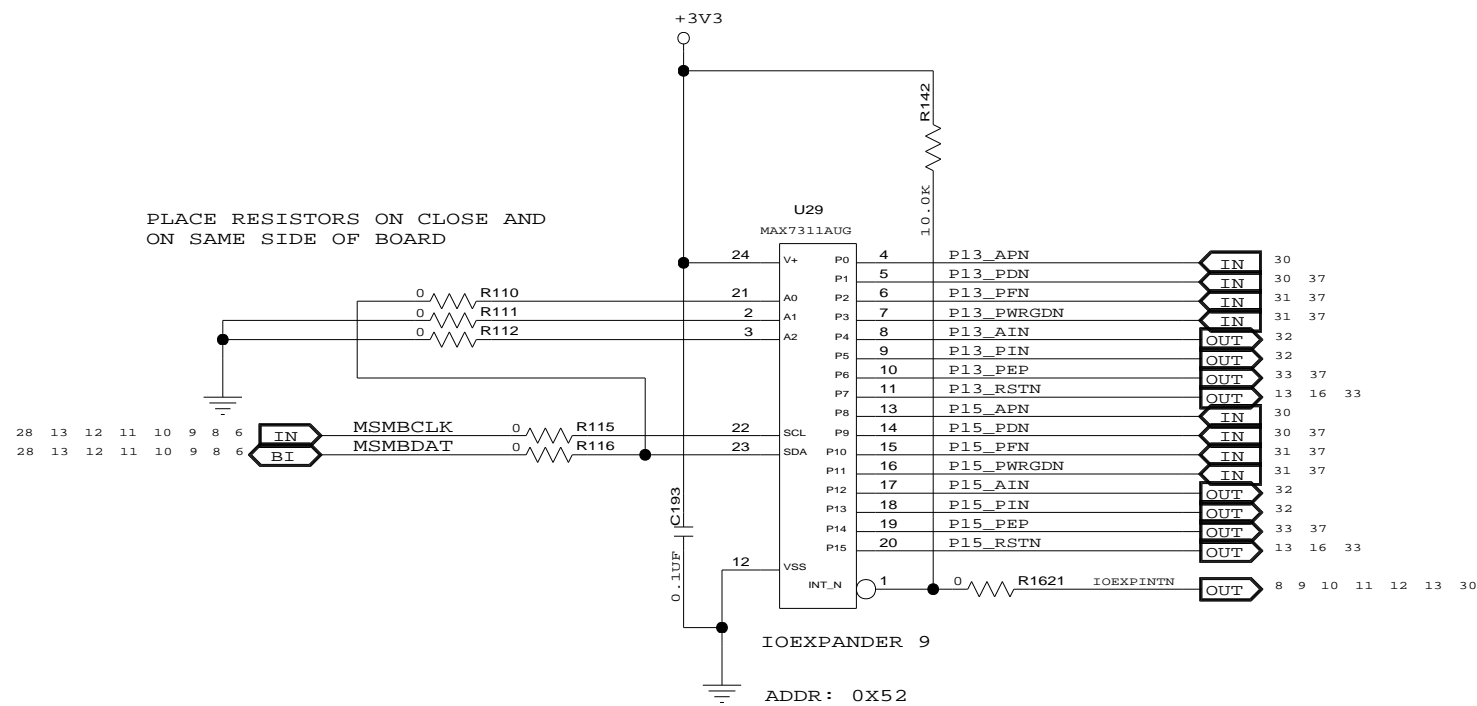 +3V3
R142
10.0K
PLACE RESISTORS ON CLOSE AND
ON SAME SIDE OF BOARD
U29
MAX7311AUG
24 V+ P0 4 P13_APN IN 30
P1 5 P13_PDN IN 30 37
0 R110 21 A0 P2 6 P13_PFN IN 31 37
0 R111 2 A1 P3 7 P13_PWRGDN IN 31 37
0 R112 3 A2 P4 8 P13_AIN OUT 32
P5 9 P13_PIN OUT 32
P6 10 P13_PEP OUT 33 37
P7 11 P13_RSTN OUT 13 16 33
P8 13 P15_APN IN 30
28 13 12 11 10 9 8 6 IN MSMBCLK 0 R115 22 SCL P9 14 P15_PDN IN 30 37
28 13 12 11 10 9 8 6 BI MSMBDAT 0 R116 23 SDA P10 15 P15_PFN IN 31 37
P11 16 P15_PWRGDN IN 31 37
P12 17 P15_AIN OUT 32
P13 18 P15_PIN OUT 32
P14 19 P15_PEP OUT 33 37
P15 20 P15_RSTN OUT 13 16 33
C193
0.1UF
12 VSS
INT_N 1 0 R1621 IOEXPINTN OUT 8 9 10 11 12 13 30
IOEXPANDER 9
ADDR: 0X52